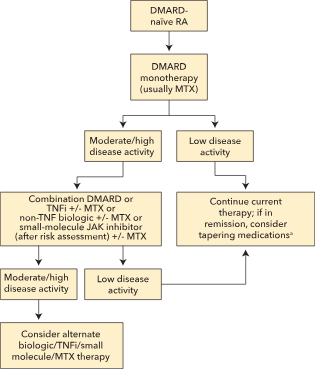 DMARD-
naïve RA
DMARD
monotherapy
(usually MTX)
Moderate/high
disease activity
Low disease
activity
Combination DMARD or
TNFi +/- MTX or
non-TNF biologic +/- MTX or
small-molecule JAK inhibitor
(after risk assessment) +/- MTX
Continue current
therapy; if in
remission, consider
tapering medicationsᵃ
Moderate/high
disease activity
Low disease
activity
Consider alternate
biologic/TNFi/small
molecule/MTX therapy